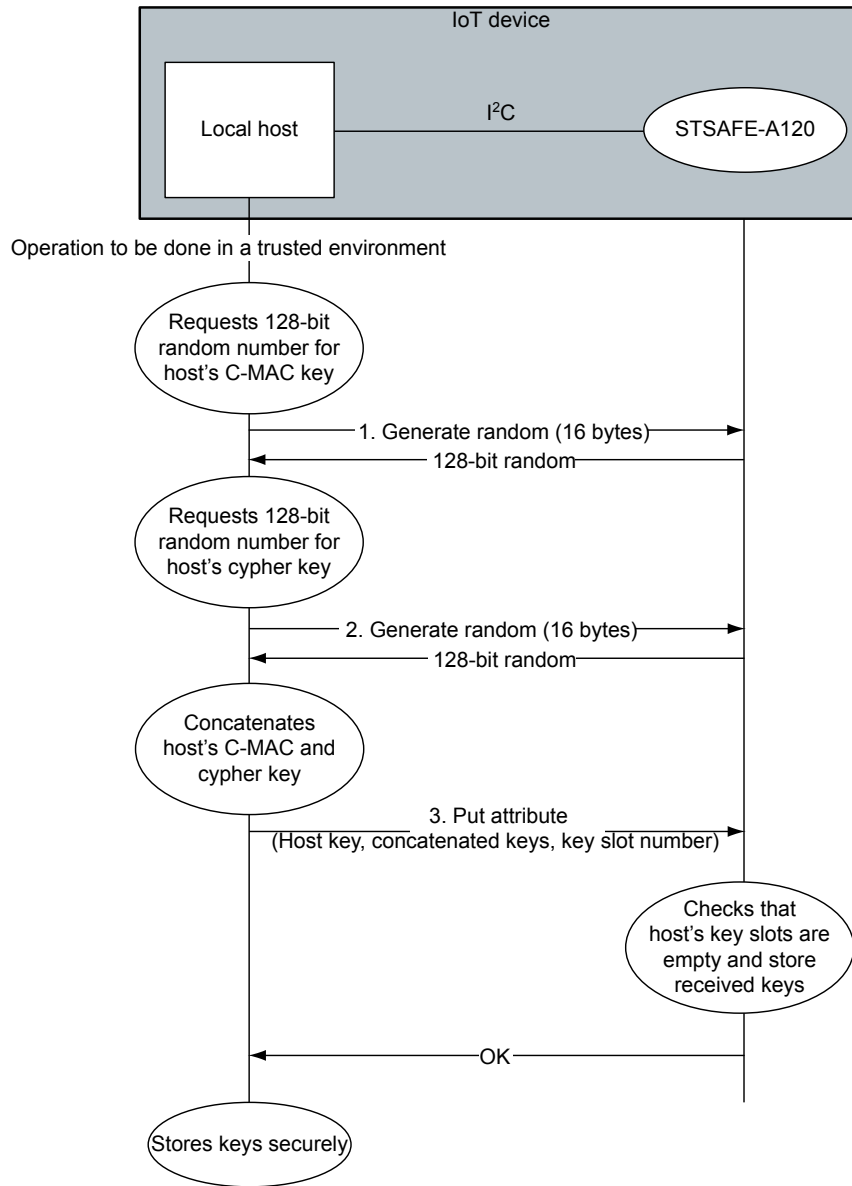 IoT device
Local host
I²C
STSAFE-A120
Operation to be done in a trusted environment
Requests 128-bit
random number for
host's C-MAC key
1. Generate random (16 bytes)
128-bit random
Requests 128-bit
random number for
host's cypher key
2. Generate random (16 bytes)
128-bit random
Concatenates
host's C-MAC and
cypher key
3. Put attribute
(Host key, concatenated keys, key slot number)
Checks that
host's key slots are
empty and store
received keys
OK
Stores keys securely